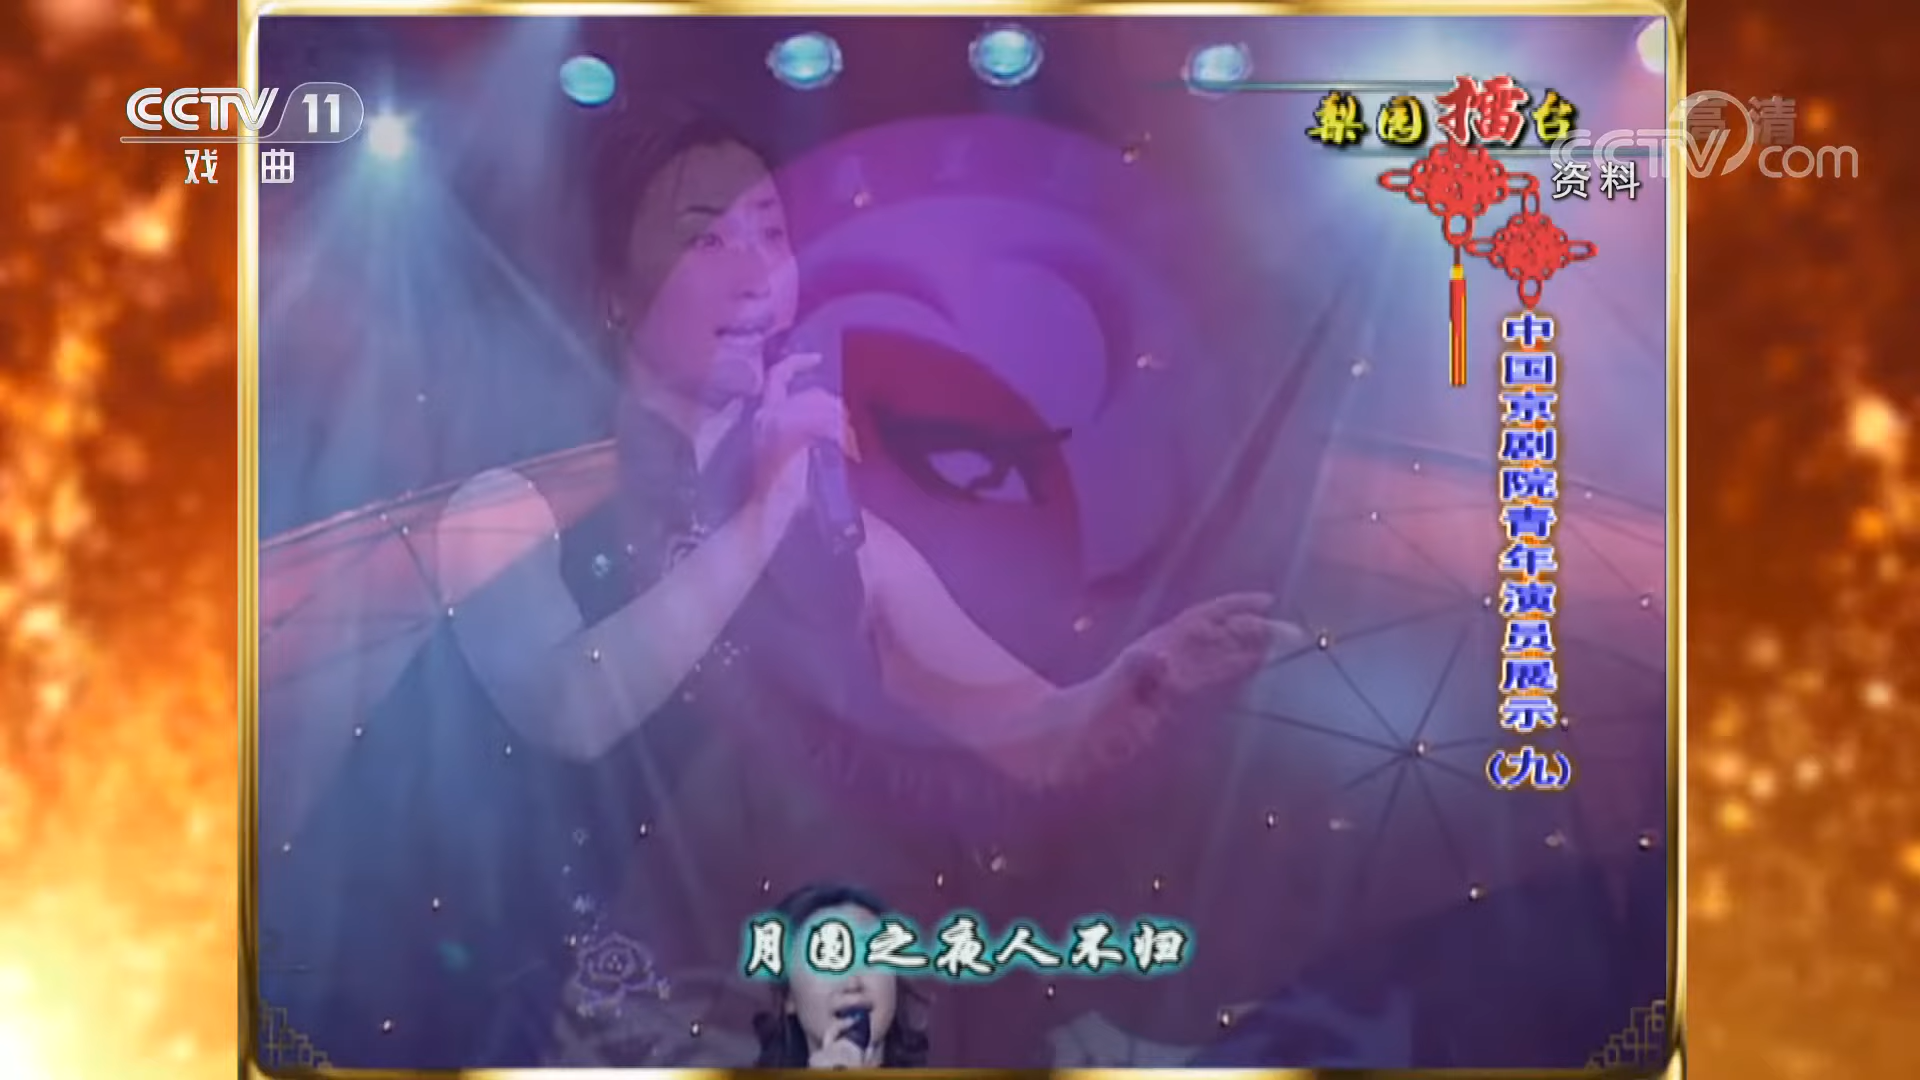 CCTV 11
戏曲
梨园擂台
高清
CCTV com
资料
中国京剧院青年演员展示(九)
月圆之夜人不归